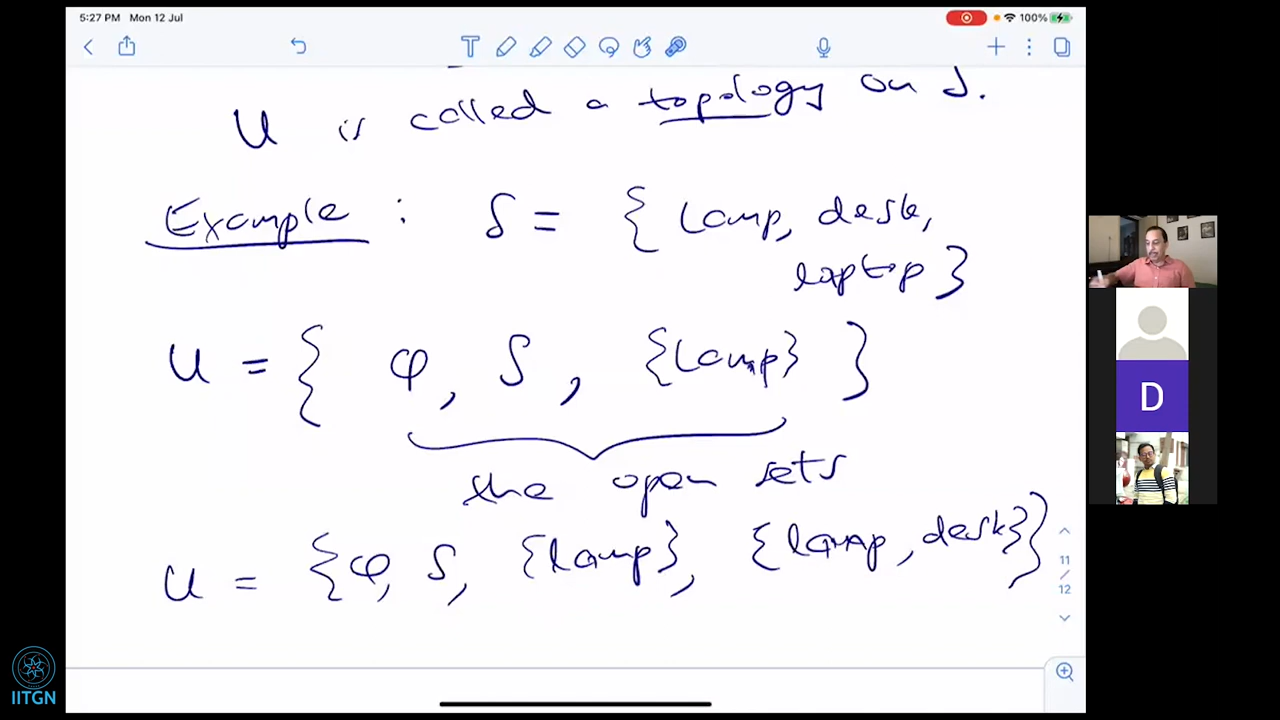 5:27 PM Mon 12 Jul
100%
U is called a topology on S.
Example : S = { lamp, desk,
laptop }
U = { φ, S, {lamp} }
the open sets
U = {φ, S, {lamp}, {lamp, desk}}
11
/
12
D
IITGN